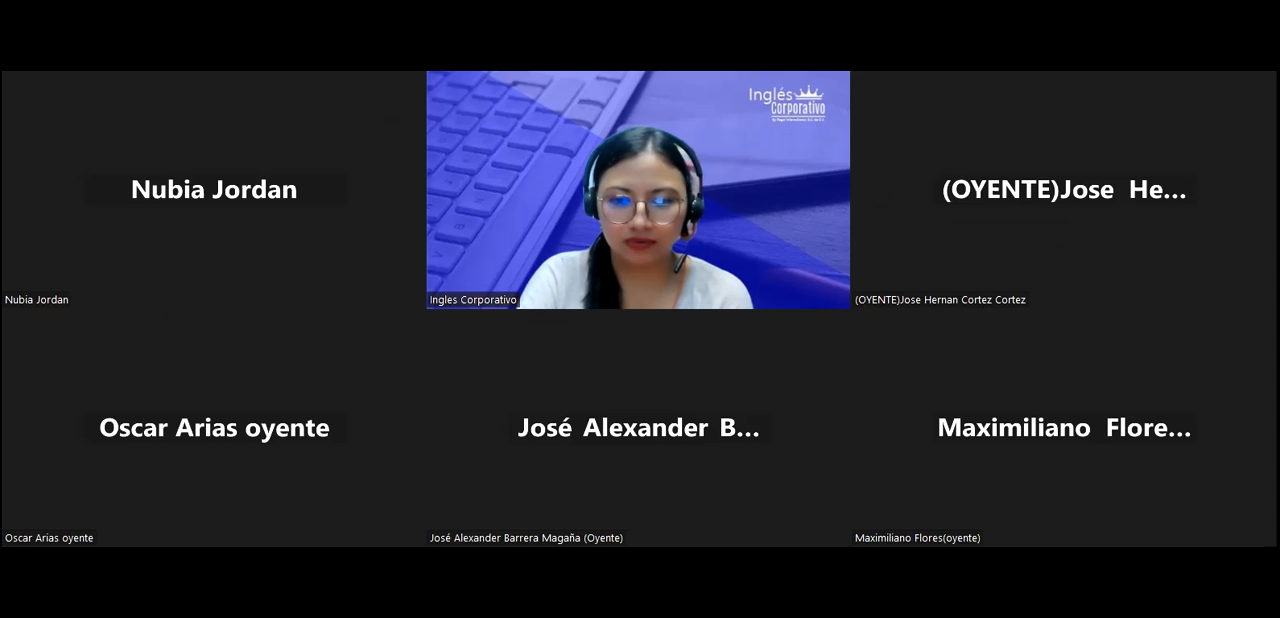 Nubia Jordan
Nubia Jordan
Inglés
Corporativo
Ingles Corporativo
(OYENTE)Jose He...
(OYENTE)Jose Hernan Cortez Cortez
Oscar Arias oyente
Oscar Arias oyente
José Alexander B...
José Alexander Barrera Magaña (Oyente)
Maximiliano Flore...
Maximiliano Flores(oyente)